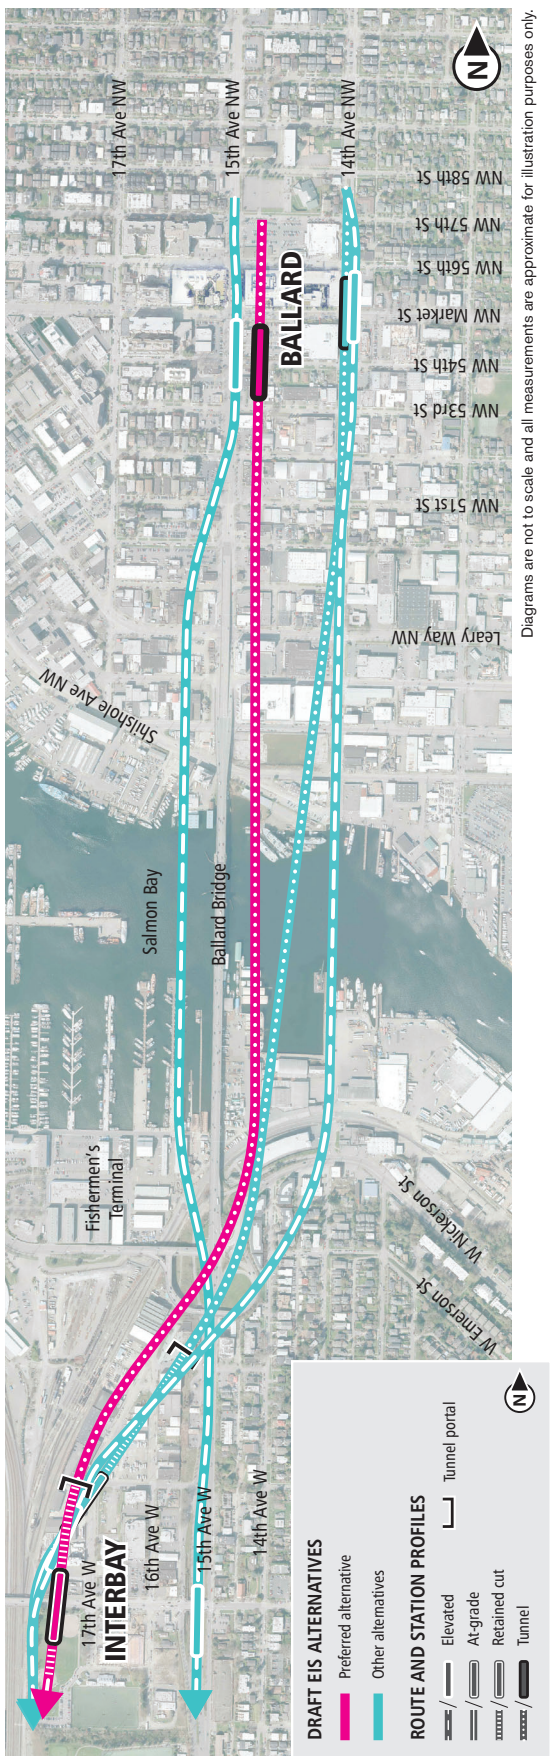 17th Ave NW
15th Ave NW
14th Ave NW
N
NW 58th St
NW 57th St
NW 56th St
NW Market St
NW 54th St
NW 53rd St
NW 51st St
Leary Way NW
BALLARD
Shilshole Ave NW
Salmon Bay
Ballard Bridge
Fishermen's
Terminal
W Nickerson St
W Emerson St
17th Ave W
INTERBAY
16th Ave W
15th Ave W
14th Ave W
DRAFT EIS ALTERNATIVES
Preferred alternative
Other alternatives
ROUTE AND STATION PROFILES
Elevated
At-grade
Retained cut
Tunnel
Tunnel portal
N
Diagrams are not to scale and all measurements are approximate for illustration purposes only.